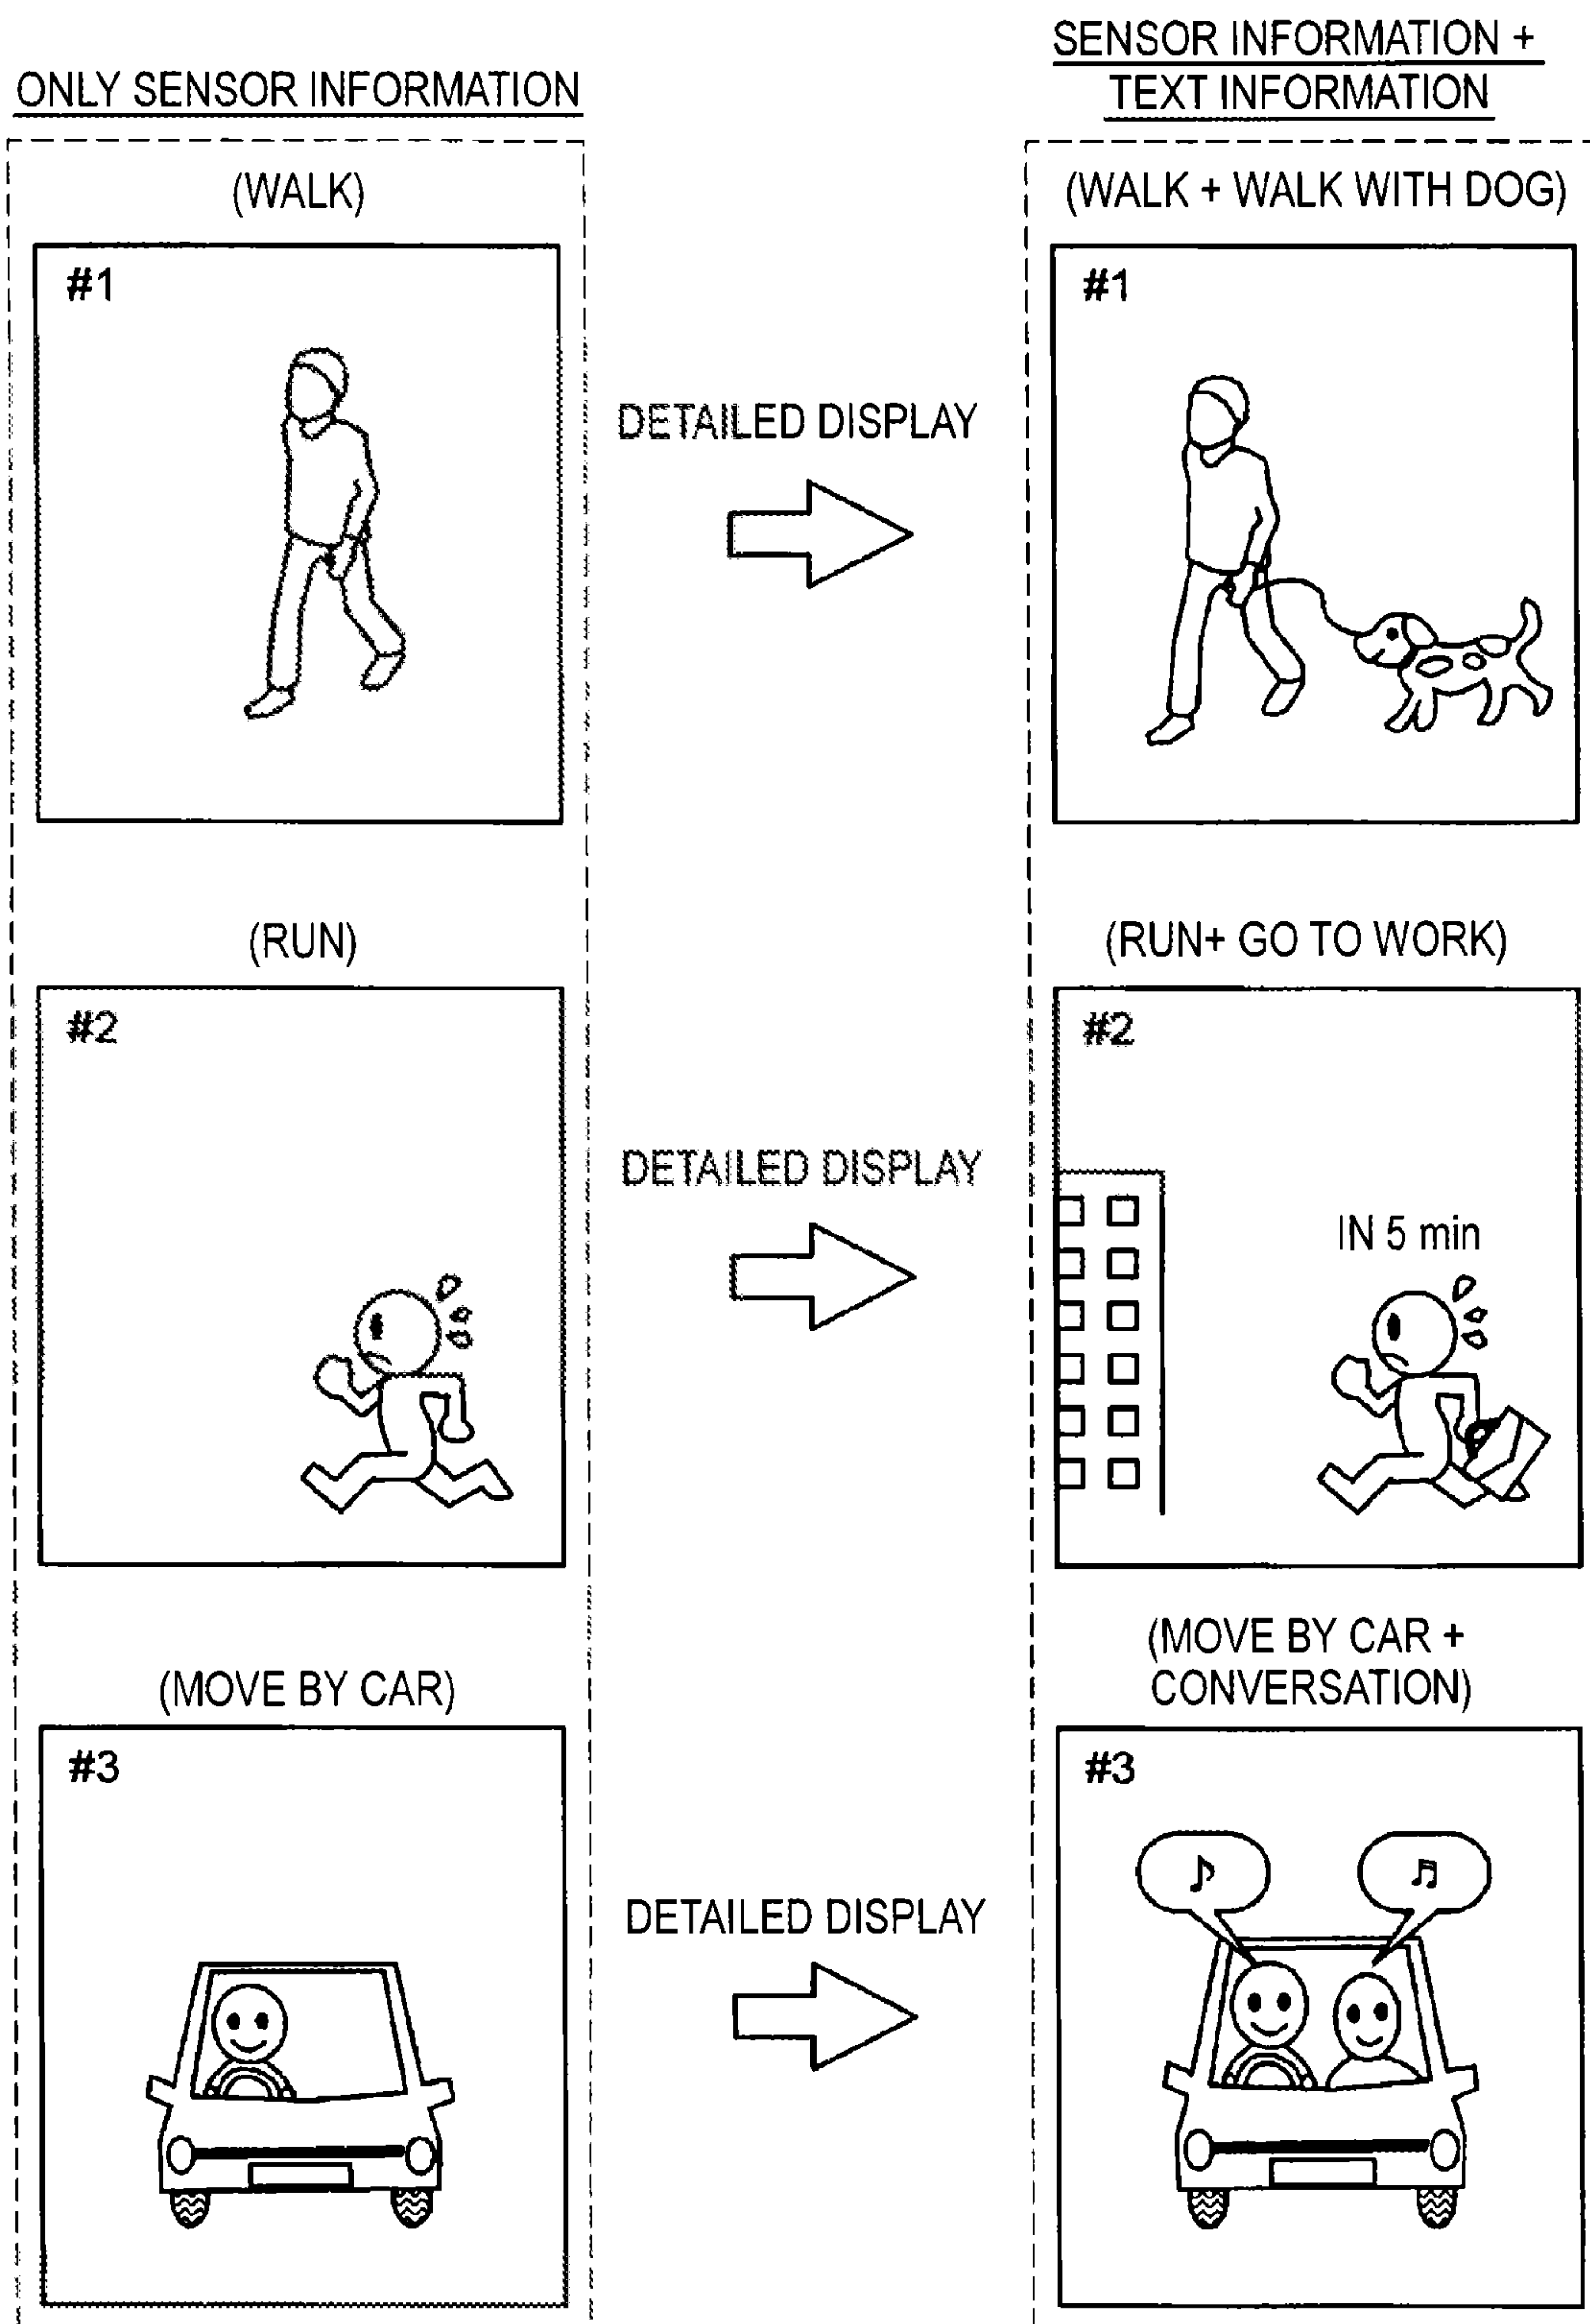 ONLY SENSOR INFORMATION
SENSOR INFORMATION +
TEXT INFORMATION
(WALK)
(WALK + WALK WITH DOG)
#1
DETAILED DISPLAY
#1
(RUN)
(RUN+ GO TO WORK)
#2
DETAILED DISPLAY
#2
IN 5 min
(MOVE BY CAR)
(MOVE BY CAR +
CONVERSATION)
#3
DETAILED DISPLAY
#3